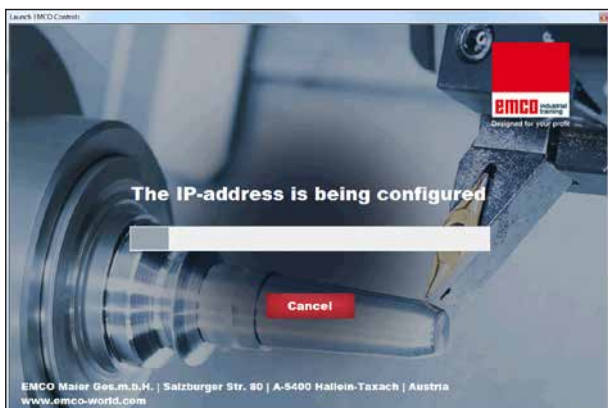 Launch EMCO Controls
emco industrial
training
Designed for your profit
The IP-address is being configured
Cancel
EMCO Maier Ges.m.b.H. | Salzburger Str. 80 | A-5400 Hallein-Taxach | Austria
www.emco-world.com